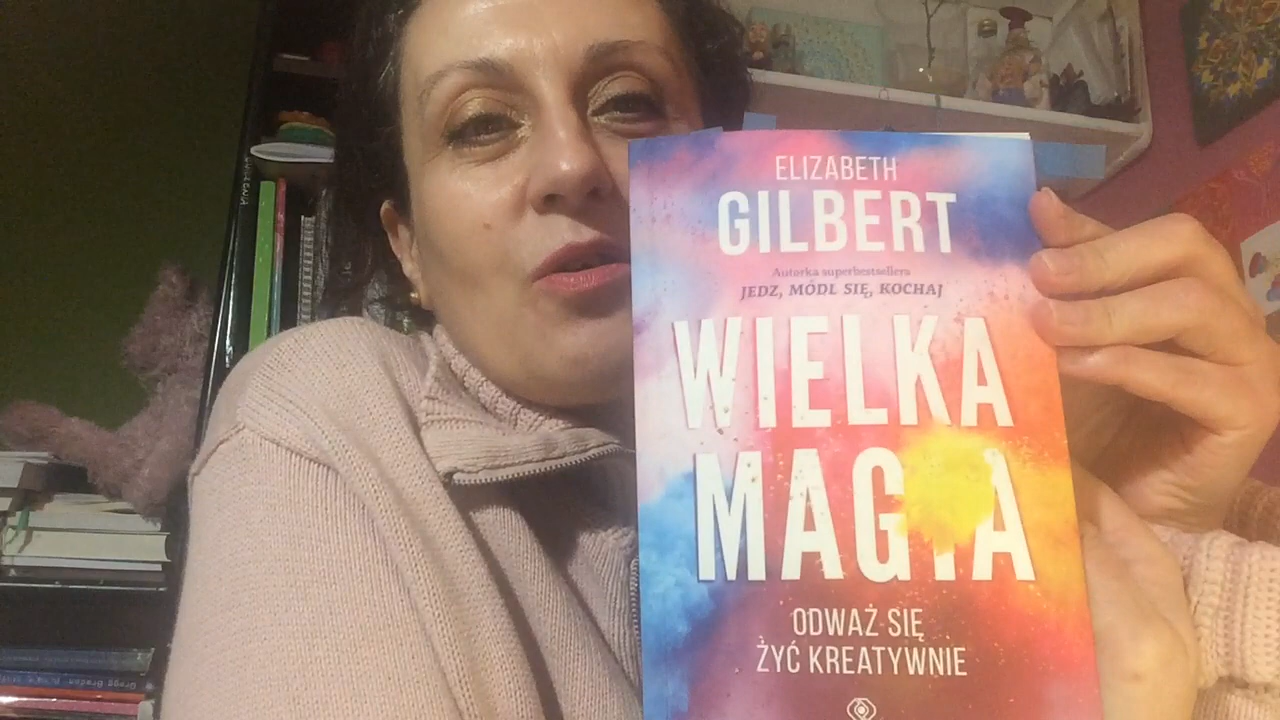 ELIZABETH
GILBERT
Autorka superbestsellera
JEDZ, MÓDL SIĘ, KOCHAJ
WIELKA
MAGIA
ODWAŻ SIĘ
ŻYĆ KREATYWNIE